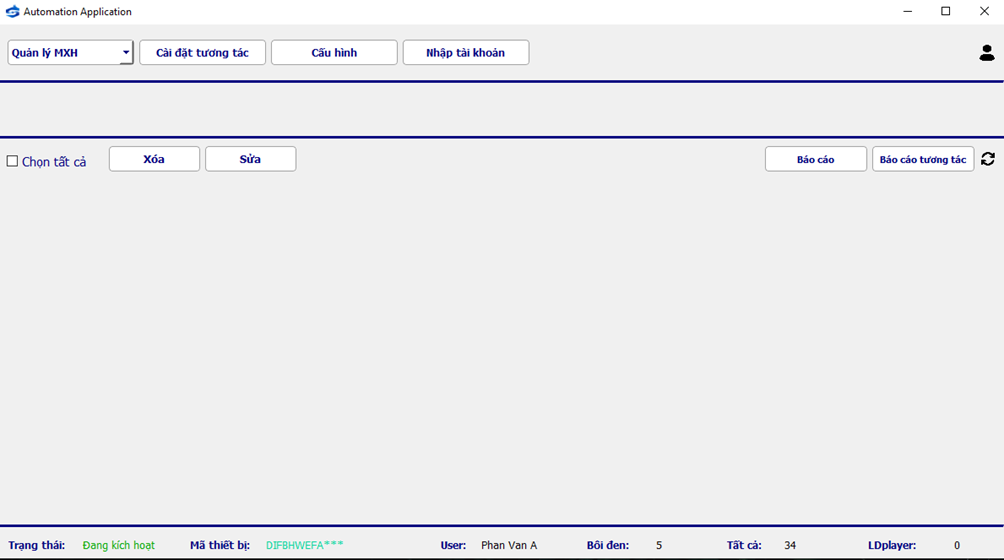 Automation Application
Quản lý MXH Cài đặt tương tác Cấu hình Nhập tài khoản
Chọn tất cả Xóa Sửa Báo cáo Báo cáo tương tác
Trạng thái: Đang kích hoạt Mã thiết bị: DIFBHWEFA*** User: Phan Van A Bôi đen: 5 Tất cả: 34 LDplayer: 0